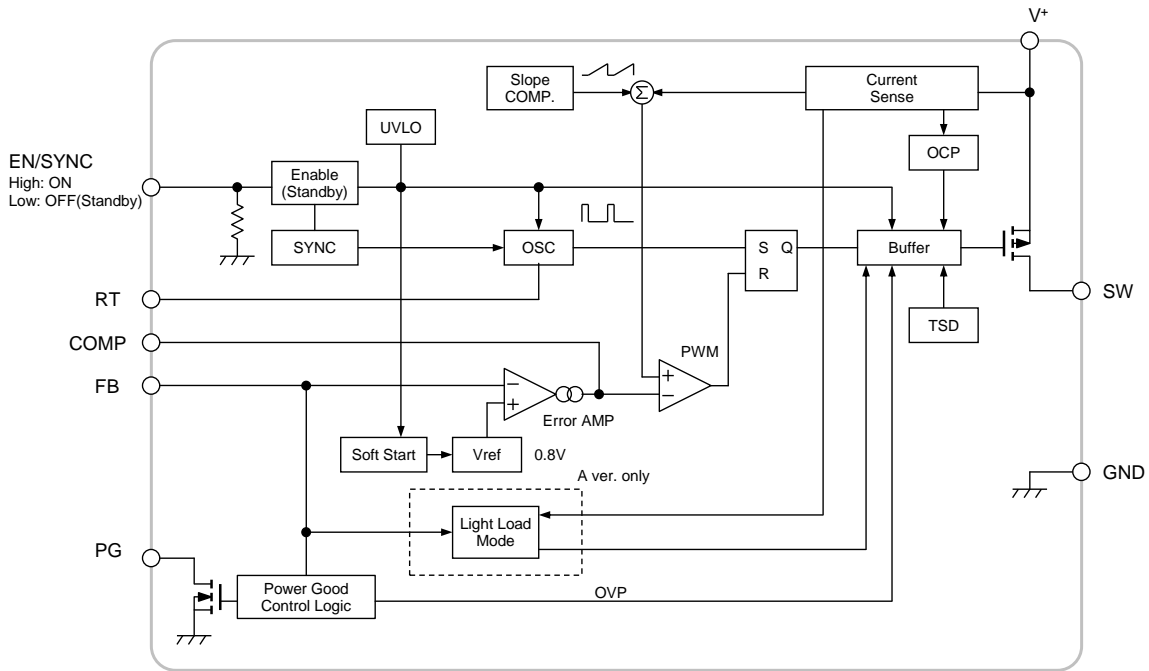 V+
Slope
COMP.
Σ
Current
Sense
UVLO
OCP
EN/SYNC
High: ON
Low: OFF(Standby)
Enable
(Standby)
SYNC
OSC
S Q
R
Buffer
SW
RT
TSD
COMP
PWM
FB
−
+
+
−
Error AMP
Soft Start
Vref
0.8V
A ver. only
GND
Light Load
Mode
PG
Power Good
Control Logic
OVP